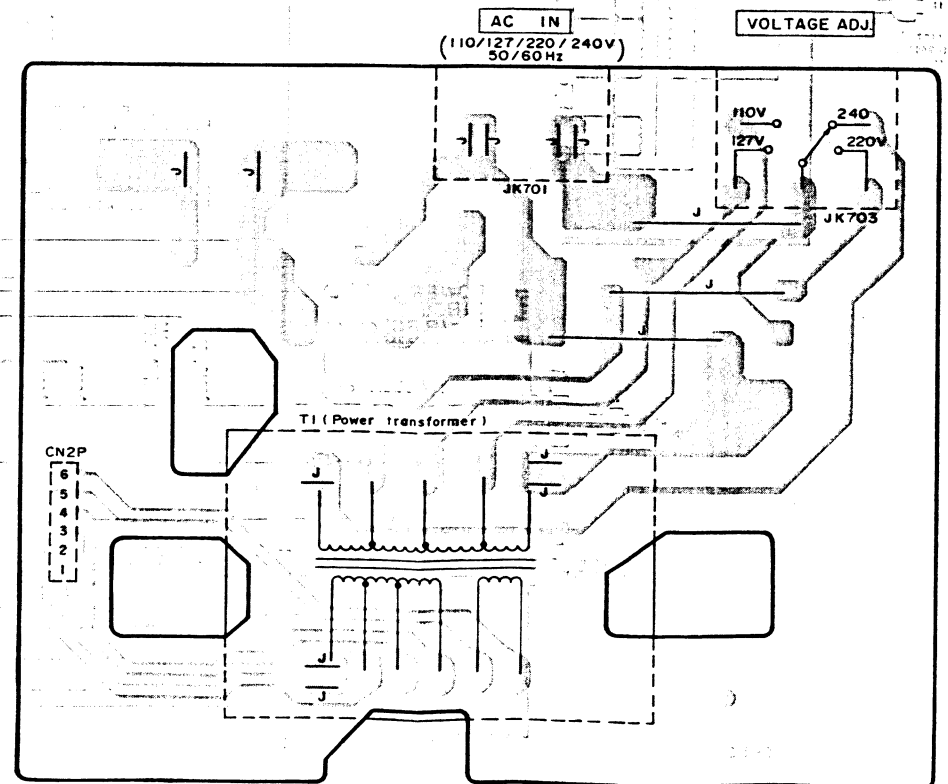 AC IN
(110/127/220/240V)
50/60Hz
VOLTAGE ADJ.
110V
240
127V
220V
J
J
J
J
JK701
JK703
J
J
J
T1 (Power transformer)
CN2P
6
5
4
3
2
1
J
J
J
J
J